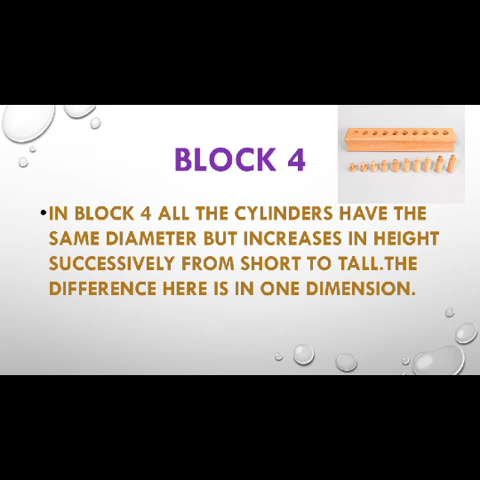 BLOCK 4
•IN BLOCK 4 ALL THE CYLINDERS HAVE THE
SAME DIAMETER BUT INCREASES IN HEIGHT
SUCCESSIVELY FROM SHORT TO TALL.THE
DIFFERENCE HERE IS IN ONE DIMENSION.